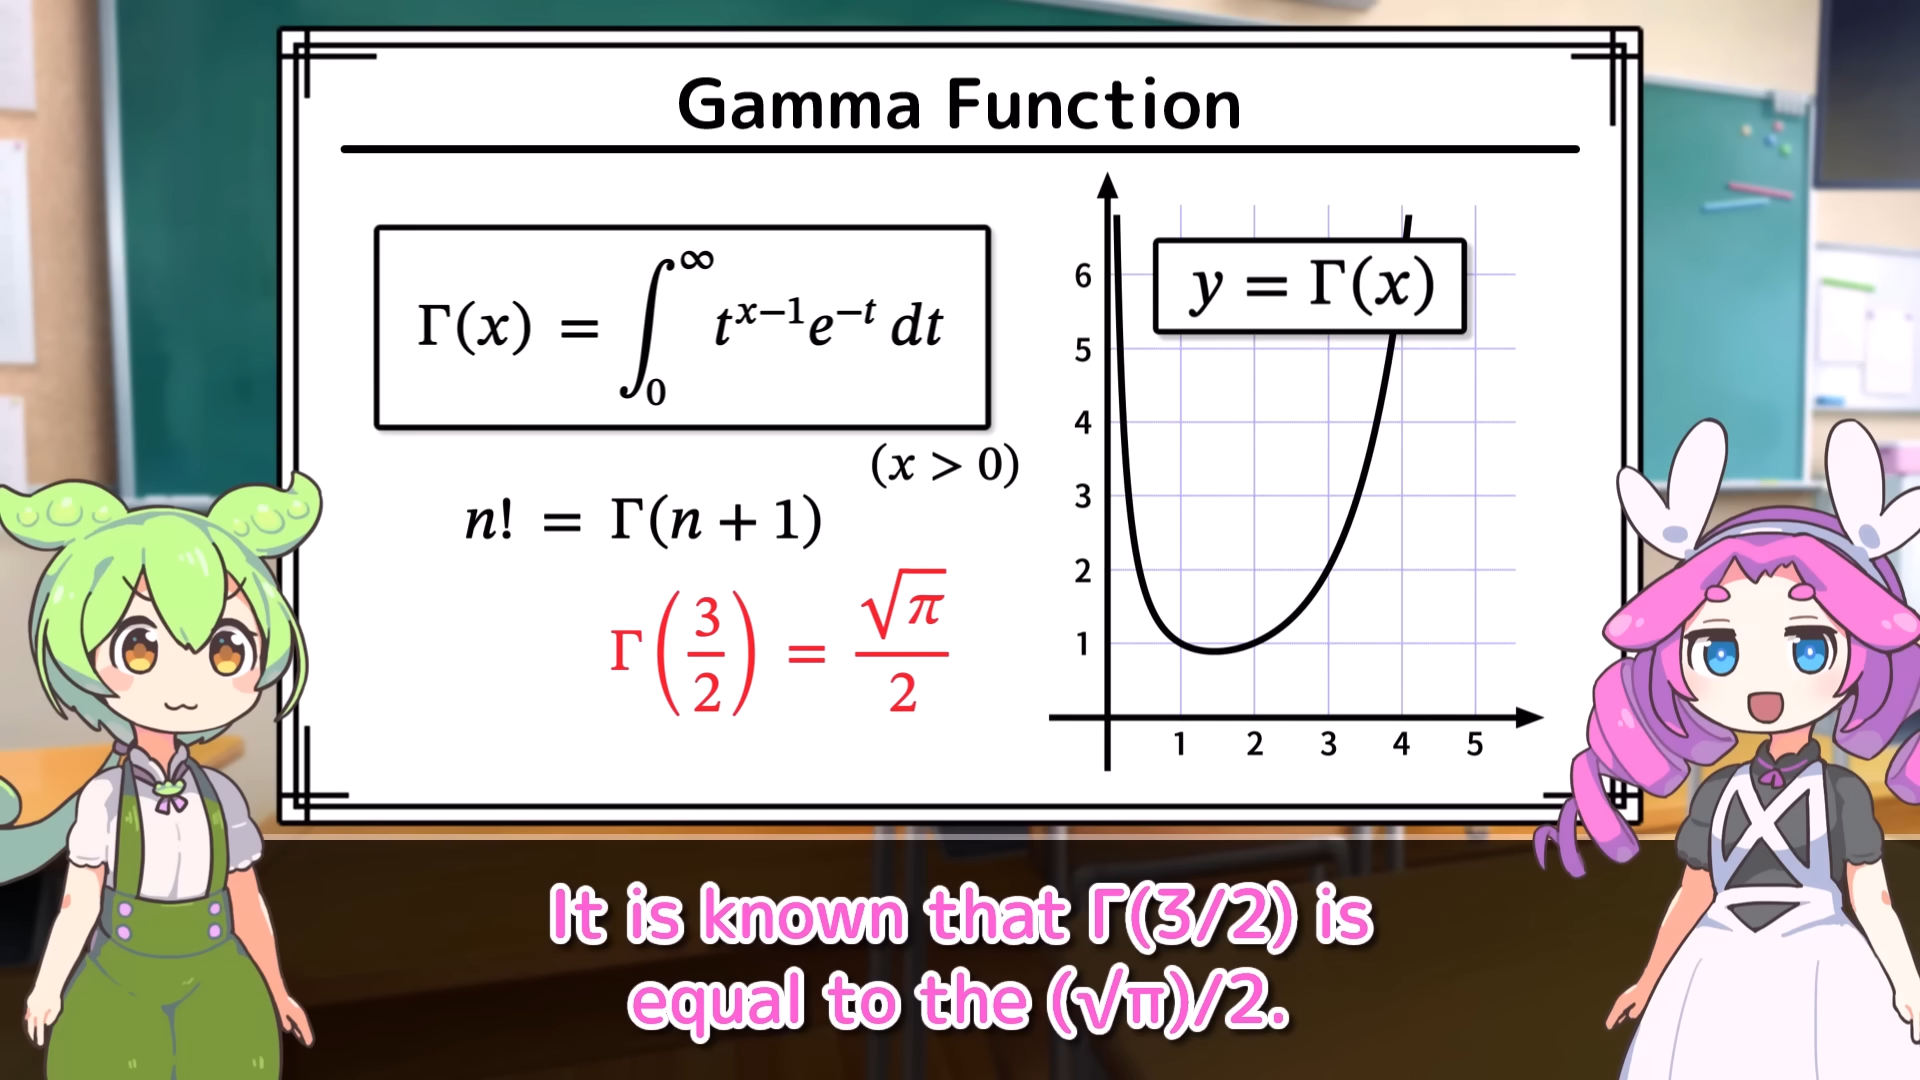 Gamma Function
Γ(x) = ∫₀^∞ t^{x−1}e^{−t} dt
(x > 0)
n! = Γ(n + 1)
Γ(3/2) = √π/2
y = Γ(x)
6
5
4
3
2
1
1 2 3 4 5
It is known that Γ(3/2) is
equal to the (√π)/2.